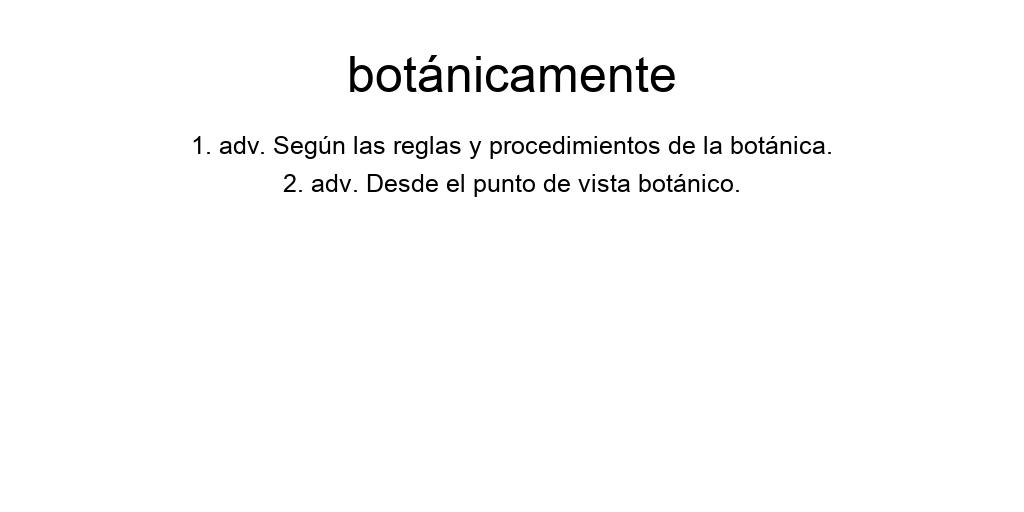 botánicamente
1. adv. Según las reglas y procedimientos de la botánica.
2. adv. Desde el punto de vista botánico.